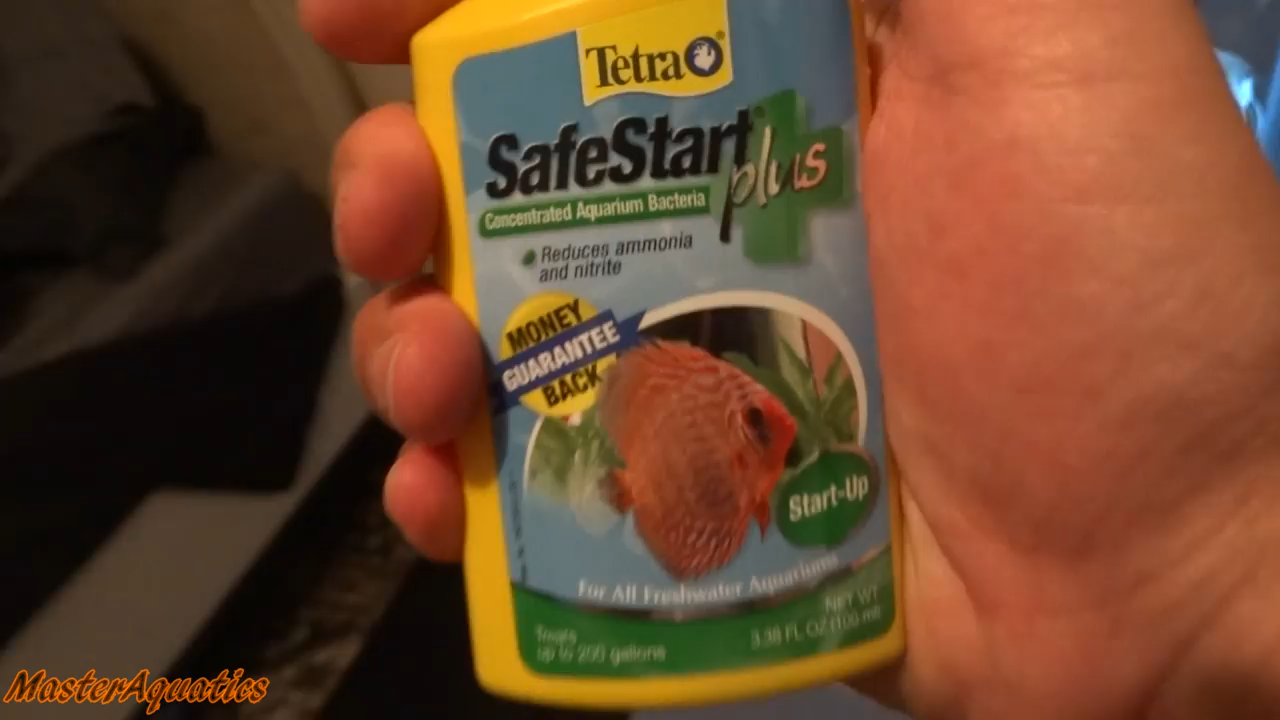 Tetra
SafeStart
plus
Concentrated Aquarium Bacteria
Reduces ammonia
and nitrite
MONEY
GUARANTEE
BACK
Start-Up
For All Freshwater Aquariums
NET WT
Treats
up to 200 gallons
3.38 FL OZ (100 ml)
MasterAquatics